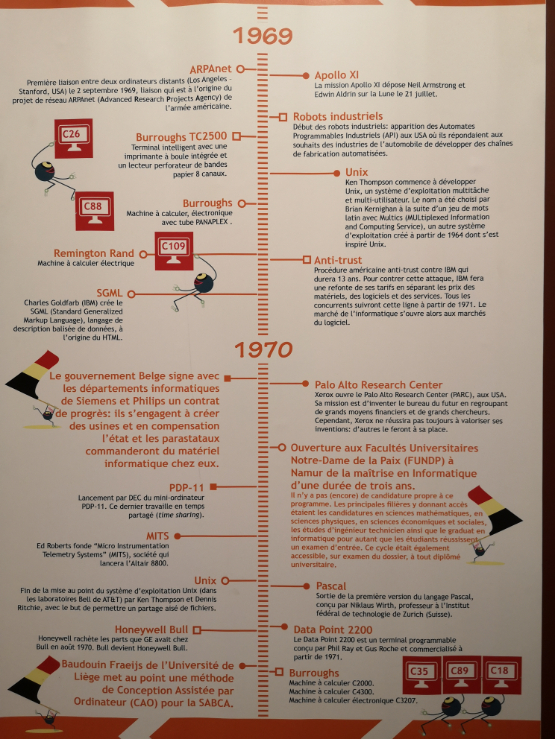 1969
ARPAnet
Première liaison entre deux ordinateurs distants (Los Angeles -
Stanford, USA) le 2 septembre 1969, liaison qui est à l'origine du
projet de réseau ARPAnet (Advanced Research Projects Agency) de
l'armée américaine.
Apollo XI
La mission Apollo XI dépose Neil Armstrong et
Edwin Aldrin sur la Lune le 21 juillet.
Robots industriels
Début des robots industriels: apparition des Automates
Programmables Industriels (API) aux USA où ils répondaient aux
souhaits des industries de l'automobile de développer des chaînes
de fabrication automatisées.
C26
Burroughs TC2500
Terminal intelligent avec une
imprimante à boule intégrée et
un lecteur perforateur de bandes
papier 8 canaux.
Unix
Ken Thompson commence à développer
Unix, un système d'exploitation multitâche
et multi-utilisateur. Le nom a été choisi par
Brian Kernighan à la suite d'un jeu de mots
latin avec Multics (MULtiplexed Information
and Computing Service), un autre système
d'exploitation créé à partir de 1964 dont s'est
inspiré Unix.
C88
Burroughs
Machine à calculer, électronique
avec tube PANAPLEX .
C109
Remington Rand
Machine à calculer électrique
Anti-trust
Procédure américaine anti-trust contre IBM qui
durera 13 ans. Pour contrer cette attaque, IBM fera
une refonte de ses tarifs en séparant les prix des
matériels, des logiciels et des services. Tous les
concurrents suivront cette ligne à partir de 1971. Le
marché de l'informatique s'ouvre alors aux marchés
du logiciel.
SGML
Charles Goldfarb (IBM) crée le
SGML (Standard Generalized
Markup Language), langage de
description balisée de données, à
l'origine du HTML.
1970
Le gouvernement Belge signe avec
les départements informatiques
de Siemens et Philips un contrat
de progrès: ils s'engagent à créer
des usines et en compensation
l'état et les parastataux
commanderont du matériel
informatique chez eux.
Palo Alto Research Center
Xerox ouvre le Palo Alto Research Center (PARC), aux USA.
Sa mission est d'inventer le bureau du futur en regroupant
de grands moyens financiers et de grands chercheurs.
Cependant, Xerox ne réussira pas toujours à valoriser ses
inventions: d'autres le feront à sa place.
Ouverture aux Facultés Universitaires
Notre-Dame de la Paix (FUNDP) à
Namur de la maîtrise en Informatique
d'une durée de trois ans.
Il n'y a pas (encore) de candidature propre à ce
programme. Les principales filières y donnant accès
étaient les candidatures en sciences mathématiques, en
sciences physiques, en sciences économiques et sociales,
les études d'ingénieur technicien ainsi que le graduat en
informatique pour autant que les étudiants réussissent
un examen d'entrée. Ce cycle était également
accessible, sur examen du dossier, à tout diplômé
universitaire.
PDP-11
Lancement par DEC du mini-ordinateur
PDP-11. Ce dernier travaille en temps
partagé (time sharing).
MITS
Ed Roberts fonde "Micro Instrumentation
Telemetry Systems" (MITS), société qui
lancera l'Altair 8800.
Unix
Fin de la mise au point du système d'exploitation Unix (dans
les laboratoires Bell de AT&T) par Ken Thompson et Dennis
Ritchie, avec le but de permettre un partage aisé de fichiers.
Pascal
Sortie de la première version du langage Pascal,
conçu par Niklaus Wirth, professeur à l'Institut
fédéral de technologie de Zurich (Suisse).
Honeywell Bull
Honeywell rachète les parts que GE avait chez
Bull en août 1970. Bull devient Honeywell Bull.
Data Point 2200
Le Data Point 2200 est un terminal programmable
conçu par Phil Ray et Gus Roche et commercialisé à
partir de 1971.
Baudouin Fraeijs de l'Université de
Liège met au point une méthode
de Conception Assistée par
Ordinateur (CAO) pour la SABCA.
Burroughs
Machine à calculer C2000.
Machine à calculer C4300.
Machine à calculer électronique C3207.
C35
C89
C18